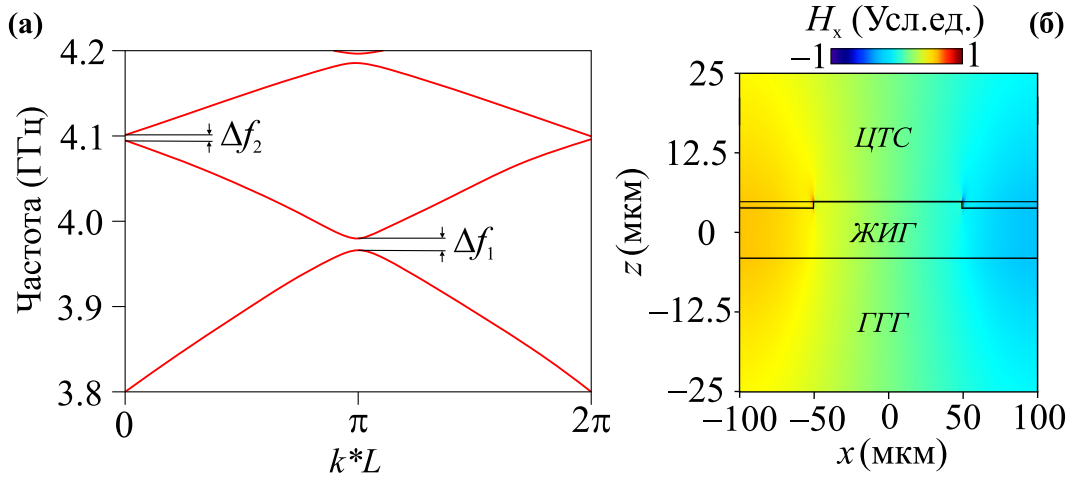 (а)
4.2
4.1
4.0
3.9
3.8
Частота (ГГц)
Δf₂
Δf₁
0
π
2π
k*L
(б)
Hₓ (Усл.ед.)
−1
1
25
12.5
0
−12.5
−25
z (мкм)
ЦТС
ЖИГ
ГГГ
−100
−50
0
50
100
x (мкм)